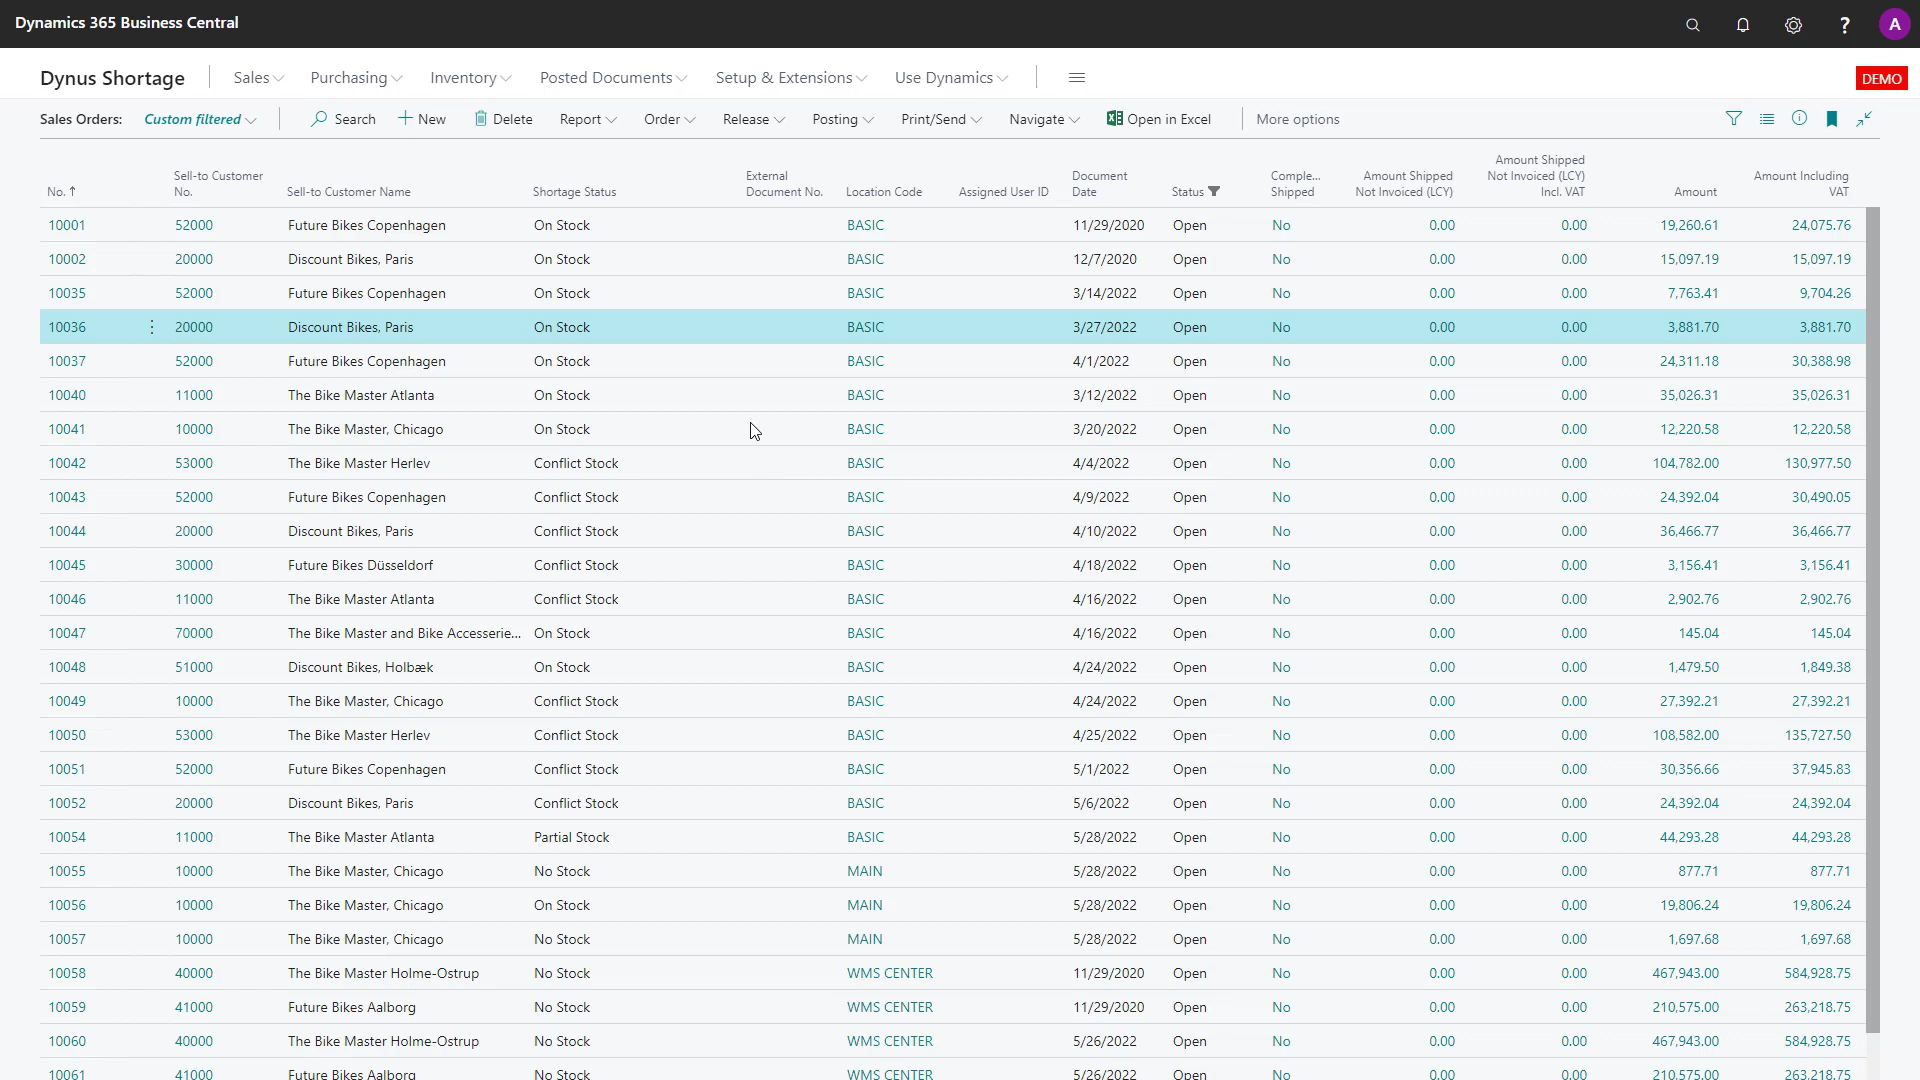 Dynamics 365 Business Central
A
Dynus Shortage Sales Purchasing Inventory Posted Documents Setup & Extensions Use Dynamics DEMO
Sales Orders: Custom filtered Search New Delete Report Order Release Posting Print/Send Navigate Open in Excel More options
No. ↑ Sell-to Customer No. Sell-to Customer Name Shortage Status External Document No. Location Code Assigned User ID Document Date Status Comple... Shipped Amount Shipped Not Invoiced (LCY) Amount Shipped Not Invoiced (LCY) Incl. VAT Amount Amount Including VAT
10001 52000 Future Bikes Copenhagen On Stock BASIC 11/29/2020 Open No 0.00 0.00 19,260.61 24,075.76
10002 20000 Discount Bikes, Paris On Stock BASIC 12/7/2020 Open No 0.00 0.00 15,097.19 15,097.19
10035 52000 Future Bikes Copenhagen On Stock BASIC 3/14/2022 Open No 0.00 0.00 7,763.41 9,704.26
10036 20000 Discount Bikes, Paris On Stock BASIC 3/27/2022 Open No 0.00 0.00 3,881.70 3,881.70
10037 52000 Future Bikes Copenhagen On Stock BASIC 4/1/2022 Open No 0.00 0.00 24,311.18 30,388.98
10040 11000 The Bike Master Atlanta On Stock BASIC 3/12/2022 Open No 0.00 0.00 35,026.31 35,026.31
10041 10000 The Bike Master, Chicago On Stock BASIC 3/20/2022 Open No 0.00 0.00 12,220.58 12,220.58
10042 53000 The Bike Master Herlev Conflict Stock BASIC 4/4/2022 Open No 0.00 0.00 104,782.00 130,977.50
10043 52000 Future Bikes Copenhagen Conflict Stock BASIC 4/9/2022 Open No 0.00 0.00 24,392.04 30,490.05
10044 20000 Discount Bikes, Paris Conflict Stock BASIC 4/10/2022 Open No 0.00 0.00 36,466.77 36,466.77
10045 30000 Future Bikes Düsseldorf Conflict Stock BASIC 4/18/2022 Open No 0.00 0.00 3,156.41 3,156.41
10046 11000 The Bike Master Atlanta Conflict Stock BASIC 4/16/2022 Open No 0.00 0.00 2,902.76 2,902.76
10047 70000 The Bike Master and Bike Accesserie... On Stock BASIC 4/16/2022 Open No 0.00 0.00 145.04 145.04
10048 51000 Discount Bikes, Holbæk On Stock BASIC 4/24/2022 Open No 0.00 0.00 1,479.50 1,849.38
10049 10000 The Bike Master, Chicago Conflict Stock BASIC 4/24/2022 Open No 0.00 0.00 27,392.21 27,392.21
10050 53000 The Bike Master Herlev Conflict Stock BASIC 4/25/2022 Open No 0.00 0.00 108,582.00 135,727.50
10051 52000 Future Bikes Copenhagen Conflict Stock BASIC 5/1/2022 Open No 0.00 0.00 30,356.66 37,945.83
10052 20000 Discount Bikes, Paris Conflict Stock BASIC 5/6/2022 Open No 0.00 0.00 24,392.04 24,392.04
10054 11000 The Bike Master Atlanta Partial Stock BASIC 5/28/2022 Open No 0.00 0.00 44,293.28 44,293.28
10055 10000 The Bike Master, Chicago No Stock MAIN 5/28/2022 Open No 0.00 0.00 877.71 877.71
10056 10000 The Bike Master, Chicago On Stock MAIN 5/28/2022 Open No 0.00 0.00 19,806.24 19,806.24
10057 10000 The Bike Master, Chicago No Stock MAIN 5/28/2022 Open No 0.00 0.00 1,697.68 1,697.68
10058 40000 The Bike Master Holme-Ostrup No Stock WMS CENTER 11/29/2020 Open No 0.00 0.00 467,943.00 584,928.75
10059 41000 Future Bikes Aalborg No Stock WMS CENTER 11/29/2020 Open No 0.00 0.00 210,575.00 263,218.75
10060 40000 The Bike Master Holme-Ostrup No Stock WMS CENTER 5/26/2022 Open No 0.00 0.00 467,943.00 584,928.75
10061 41000 Future Bikes Aalborg No Stock WMS CENTER 5/26/2022 Open No 0.00 0.00 210,575.00 263,218.75